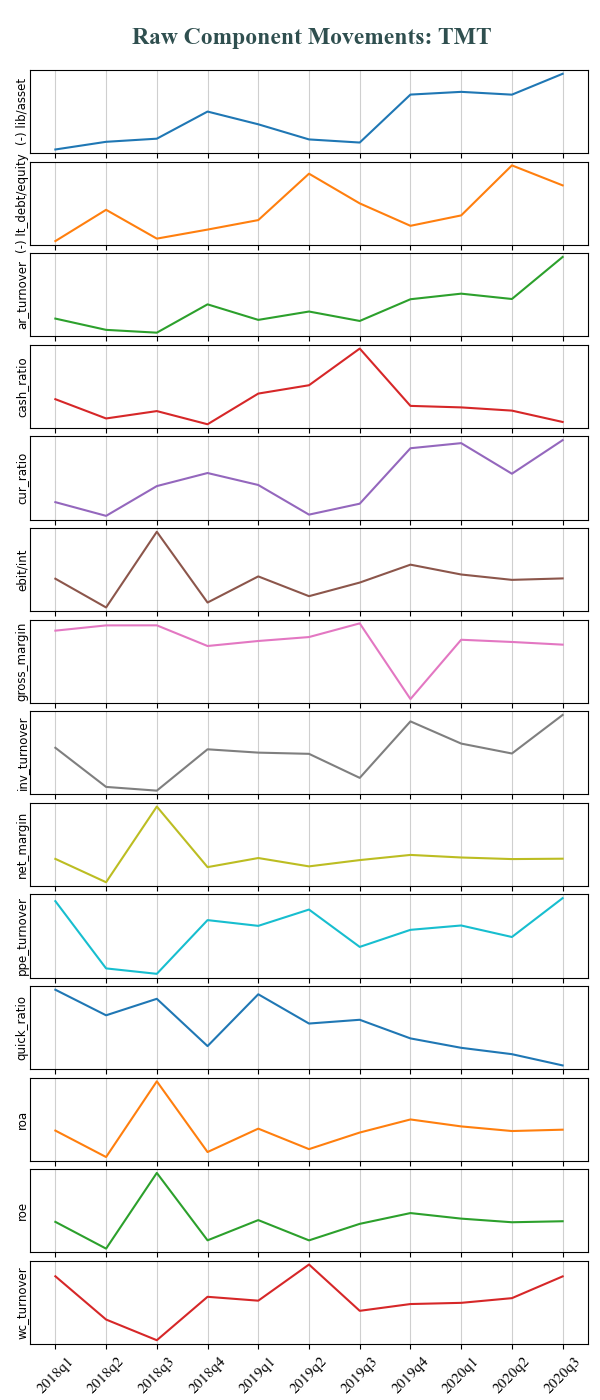 Raw Component Movements: TMT
(-) lib/asset
(-) lt_debt/equity
ar_turnover
cash_ratio
cur_ratio
ebit/int
gross_margin
inv_turnover
net_margin
ppe_turnover
quick_ratio
roa
roe
wc_turnover
2018q1 2018q2 2018q3 2018q4 2019q1 2019q2 2019q3 2019q4 2020q1 2020q2 2020q3